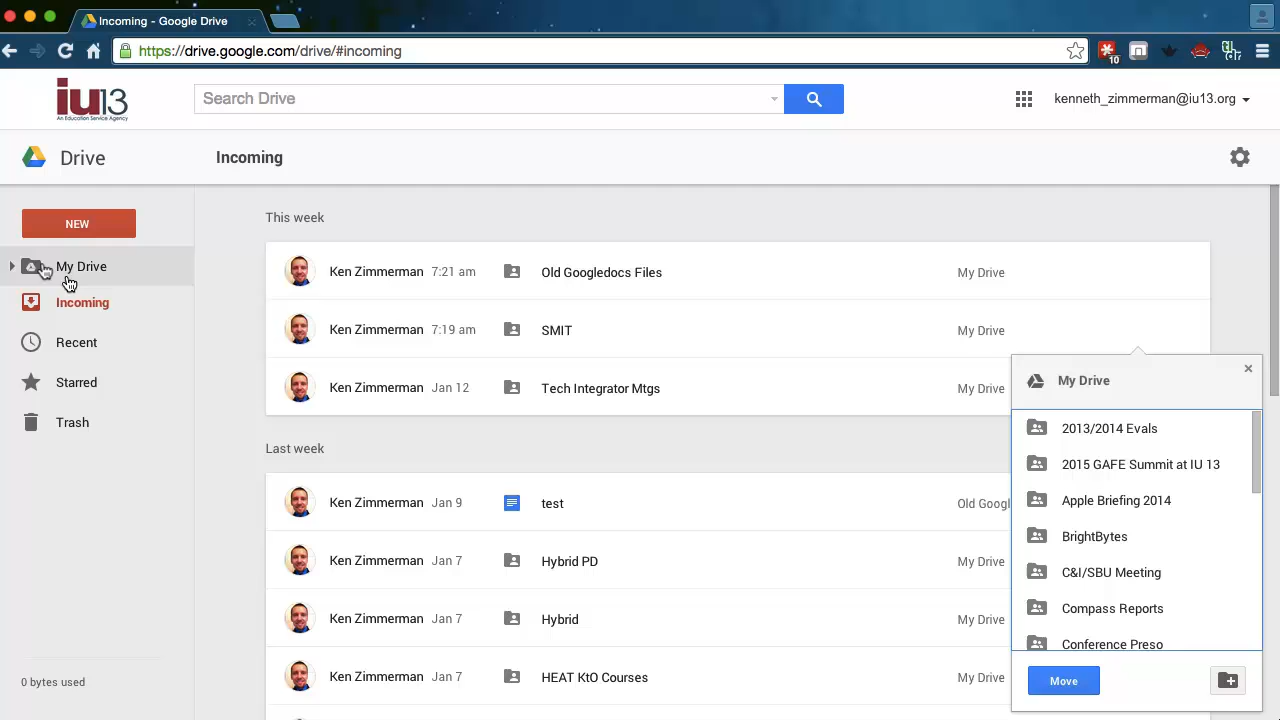 Incoming - Google Drive
https://drive.google.com/drive/#incoming
10
iu13
An Education Service Agency
Search Drive
kenneth_zimmerman@iu13.org
Drive
Incoming
NEW
My Drive
Incoming
Recent
Starred
Trash
0 bytes used
This week
Ken Zimmerman 7:21 am Old Googledocs Files My Drive
Ken Zimmerman 7:19 am SMIT My Drive
Ken Zimmerman Jan 12 Tech Integrator Mtgs My Drive
Last week
Ken Zimmerman Jan 9 test Old Googl
Ken Zimmerman Jan 7 Hybrid PD My Drive
Ken Zimmerman Jan 7 Hybrid My Drive
Ken Zimmerman Jan 7 HEAT KtO Courses My Drive
My Drive
2013/2014 Evals
2015 GAFE Summit at IU 13
Apple Briefing 2014
BrightBytes
C&I/SBU Meeting
Compass Reports
Conference Preso
Move